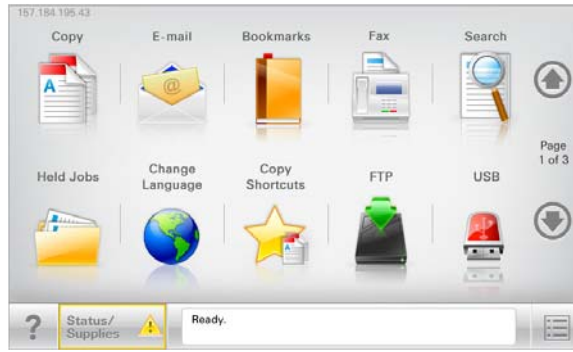 157.184.195.43
Copy
E-mail
Bookmarks
Fax
Search
A
@
Page
1 of 3
Held Jobs
Change
Language
Copy
Shortcuts
FTP
USB
?
Status/
Supplies
Ready.